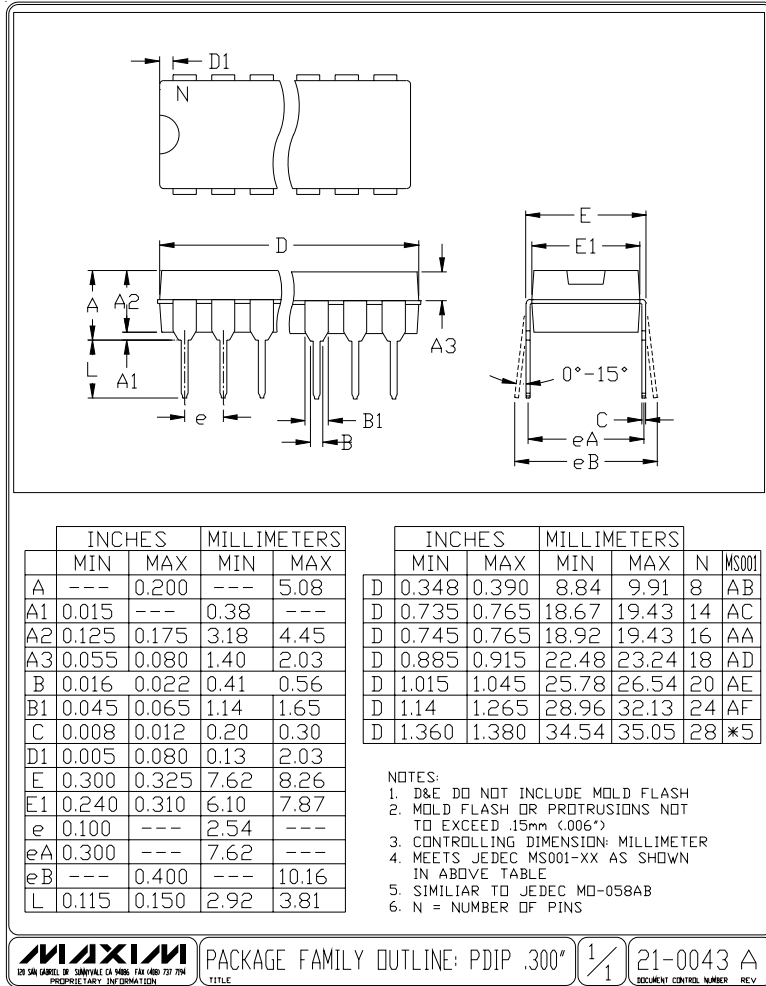 D1
N
D
E
E1
A
A2
A3
L
A1
0°-15°
e
B1
B
C
eA
eB
INCHES MILLIMETERS
MIN MAX MIN MAX
A --- 0.200 --- 5.08
A1 0.015 --- 0.38 ---
A2 0.125 0.175 3.18 4.45
A3 0.055 0.080 1.40 2.03
B 0.016 0.022 0.41 0.56
B1 0.045 0.065 1.14 1.65
C 0.008 0.012 0.20 0.30
D1 0.005 0.080 0.13 2.03
E 0.300 0.325 7.62 8.26
E1 0.240 0.310 6.10 7.87
e 0.100 --- 2.54 ---
eA 0.300 --- 7.62 ---
eB --- 0.400 --- 10.16
L 0.115 0.150 2.92 3.81
INCHES MILLIMETERS
MIN MAX MIN MAX N MS001
D 0.348 0.390 8.84 9.91 8 AB
D 0.735 0.765 18.67 19.43 14 AC
D 0.745 0.765 18.92 19.43 16 AA
D 0.885 0.915 22.48 23.24 18 AD
D 1.015 1.045 25.78 26.54 20 AE
D 1.14 1.265 28.96 32.13 24 AF
D 1.360 1.380 34.54 35.05 28 *5
NOTES:
1. D&E DO NOT INCLUDE MOLD FLASH
2. MOLD FLASH OR PROTRUSIONS NOT
TO EXCEED .15mm (.006")
3. CONTROLLING DIMENSION: MILLIMETER
4. MEETS JEDEC MS001-XX AS SHOWN
IN ABOVE TABLE
5. SIMILIAR TO JEDEC MO-058AB
6. N = NUMBER OF PINS
MAXIM
120 SAN GABRIEL DR SUNNYVALE CA 94086 FAX (408) 737 7194
PROPRIETARY INFORMATION
PACKAGE FAMILY OUTLINE: PDIP .300"
TITLE
1/1
21-0043 A
DOCUMENT CONTROL NUMBER REV